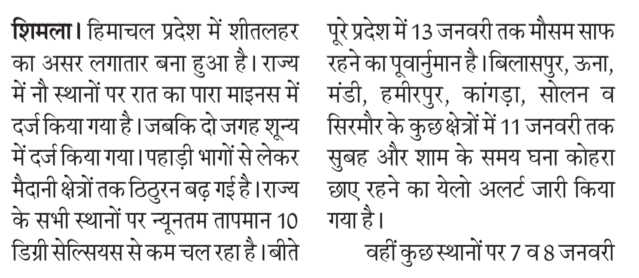 शिमला। हिमाचल प्रदेश में शीतलहर
का असर लगातार बना हुआ है। राज्य
में नौ स्थानों पर रात का पारा माइनस में
दर्ज किया गया है। जबकि दो जगह शून्य
में दर्ज किया गया। पहाड़ी भागों से लेकर
मैदानी क्षेत्रों तक ठिठुरन बढ़ गई है। राज्य
के सभी स्थानों पर न्यूनतम तापमान 10
डिग्री सेल्सियस से कम चल रहा है। बीते
पूरे प्रदेश में 13 जनवरी तक मौसम साफ
रहने का पूवार्नुमान है। बिलासपुर, ऊना,
मंडी, हमीरपुर, कांगड़ा, सोलन व
सिरमौर के कुछ क्षेत्रों में 11 जनवरी तक
सुबह और शाम के समय घना कोहरा
छाए रहने का येलो अलर्ट जारी किया
गया है।
वहीं कुछ स्थानों पर 7 व 8 जनवरी